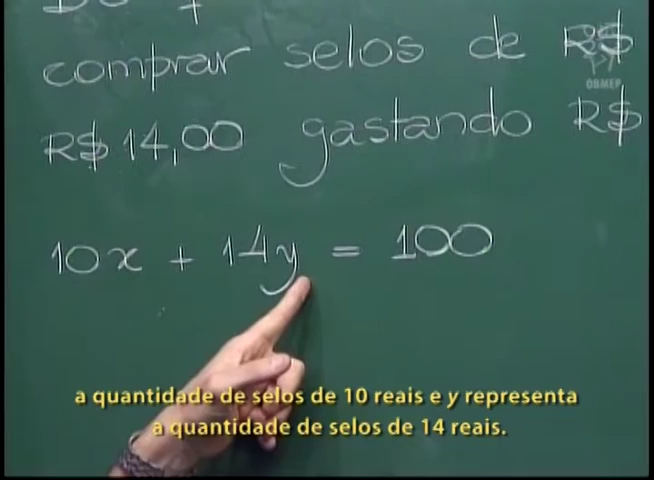 comprar selos de R$
OBMEP
R$ 14,00 gastando R$
10x + 14y = 100
a quantidade de selos de 10 reais e y representa
a quantidade de selos de 14 reais.